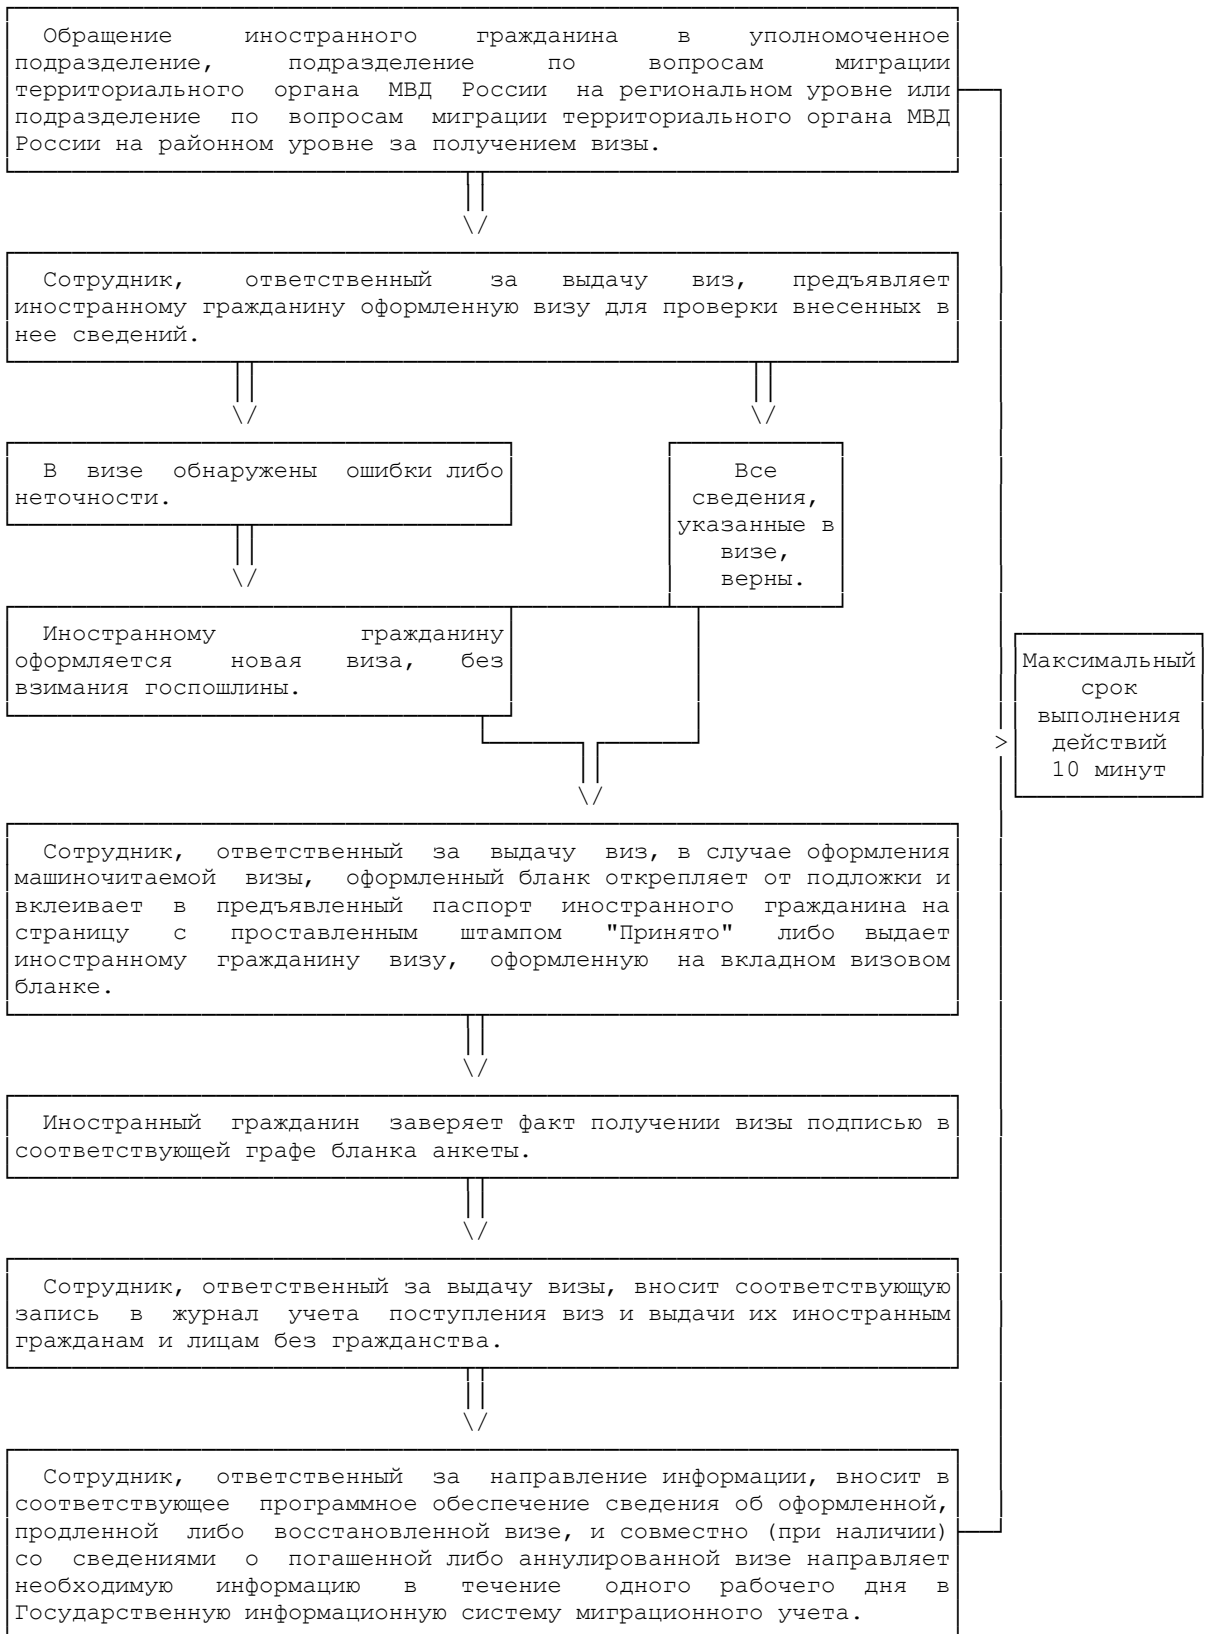 Обращение иностранного гражданина в уполномоченное
подразделение, подразделение по вопросам миграции
территориального органа МВД России на региональном уровне или
подразделение по вопросам миграции территориального органа МВД
России на районном уровне за получением визы.
Сотрудник, ответственный за выдачу виз, предъявляет
иностранному гражданину оформленную визу для проверки внесенных в
нее сведений.
В визе обнаружены ошибки либо
неточности.
Все
сведения,
указанные в
визе,
верны.
Иностранному гражданину
оформляется новая виза, без
взимания госпошлины.
Максимальный
срок
выполнения
действий
10 минут
Сотрудник, ответственный за выдачу виз, в случае оформления
машиночитаемой визы, оформленный бланк открепляет от подложки и
вклеивает в предъявленный паспорт иностранного гражданина на
страницу с проставленным штампом "Принято" либо выдает
иностранному гражданину визу, оформленную на вкладном визовом
бланке.
Иностранный гражданин заверяет факт получении визы подписью в
соответствующей графе бланка анкеты.
Сотрудник, ответственный за выдачу визы, вносит соответствующую
запись в журнал учета поступления виз и выдачи их иностранным
гражданам и лицам без гражданства.
Сотрудник, ответственный за направление информации, вносит в
соответствующее программное обеспечение сведения об оформленной,
продленной либо восстановленной визе, и совместно (при наличии)
со сведениями о погашенной либо аннулированной визе направляет
необходимую информацию в течение одного рабочего дня в
Государственную информационную систему миграционного учета.